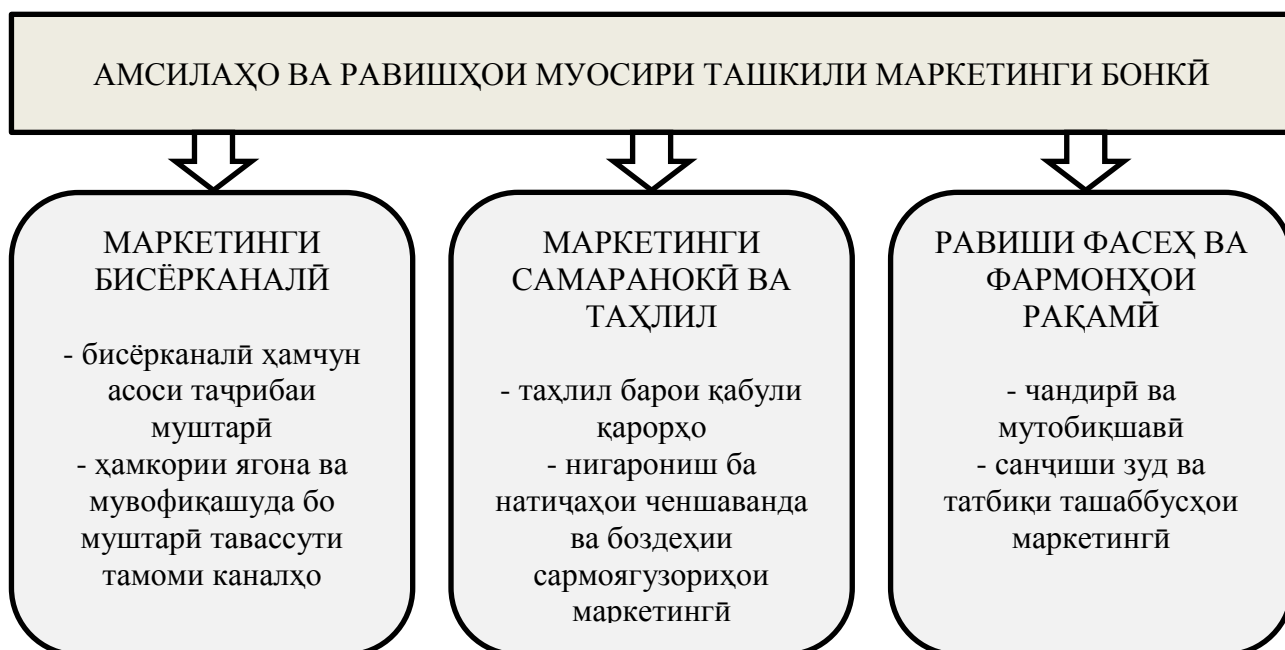 АМСИЛАҲО ВА РАВИШҲОИ МУОСИРИ ТАШКИЛИ МАРКЕТИНГИ БОНКӢ
МАРКЕТИНГИ
БИСЁРКАНАЛӢ
- бисёрканалӣ ҳамчун
асоси таҷрибаи
муштарӣ
- ҳамкории ягона ва
мувофиқашуда бо
муштарӣ тавассути
тамоми каналҳо
МАРКЕТИНГИ
САМАРАНОКӢ ВА
ТАҲЛИЛ
- таҳлил барои қабули
қарорҳо
- нигарониш ба
натиҷаҳои ченшаванда
ва боздеҳии
сармоягузориҳои
маркетингӣ
РАВИШИ ФАСЕҲ ВА
ФАРМОНҲОИ
РАҚАМӢ
- чандирӣ ва
мутобиқшавӣ
- санҷиши зуд ва
татбиқи ташаббусҳои
маркетингӣ